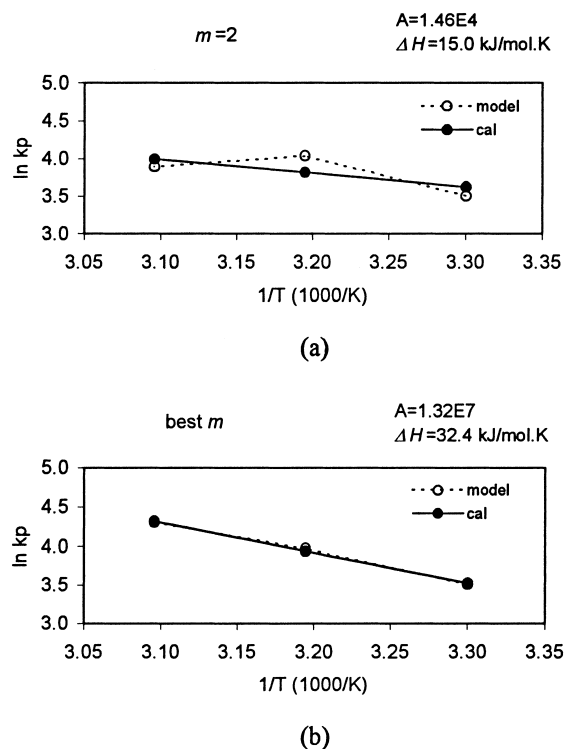 m =2
A=1.46E4
ΔH=15.0 kJ/mol.K
5.0
4.5
4.0
3.5
3.0
ln kp
model
cal
3.05 3.10 3.15 3.20 3.25 3.30 3.35
1/T (1000/K)
(a)
best m
A=1.32E7
ΔH=32.4 kJ/mol.K
5.0
4.5
4.0
3.5
3.0
ln kp
model
cal
3.05 3.10 3.15 3.20 3.25 3.30 3.35
1/T (1000/K)
(b)